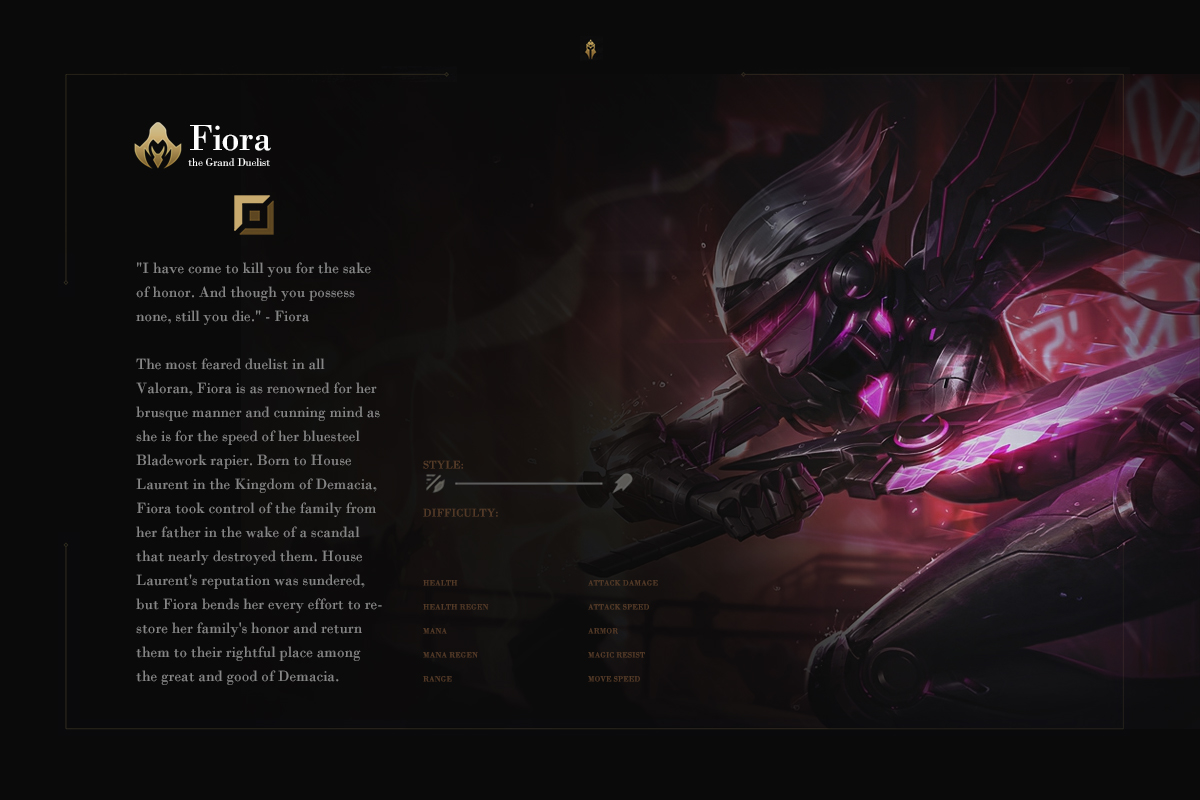 Fiora
the Grand Duelist
"I have come to kill you for the sake
of honor. And though you possess
none, still you die." - Fiora
The most feared duelist in all
Valoran, Fiora is as renowned for her
brusque manner and cunning mind as
she is for the speed of her bluesteel
Bladework rapier. Born to House
Laurent in the Kingdom of Demacia,
Fiora took control of the family from
her father in the wake of a scandal
that nearly destroyed them. House
Laurent's reputation was sundered,
but Fiora bends her every effort to re-
store her family's honor and return
them to their rightful place among
the great and good of Demacia.
STYLE:
DIFFICULTY:
HEALTH
HEALTH REGEN
MANA
MANA REGEN
RANGE
ATTACK DAMAGE
ATTACK SPEED
ARMOR
MAGIC RESIST
MOVE SPEED